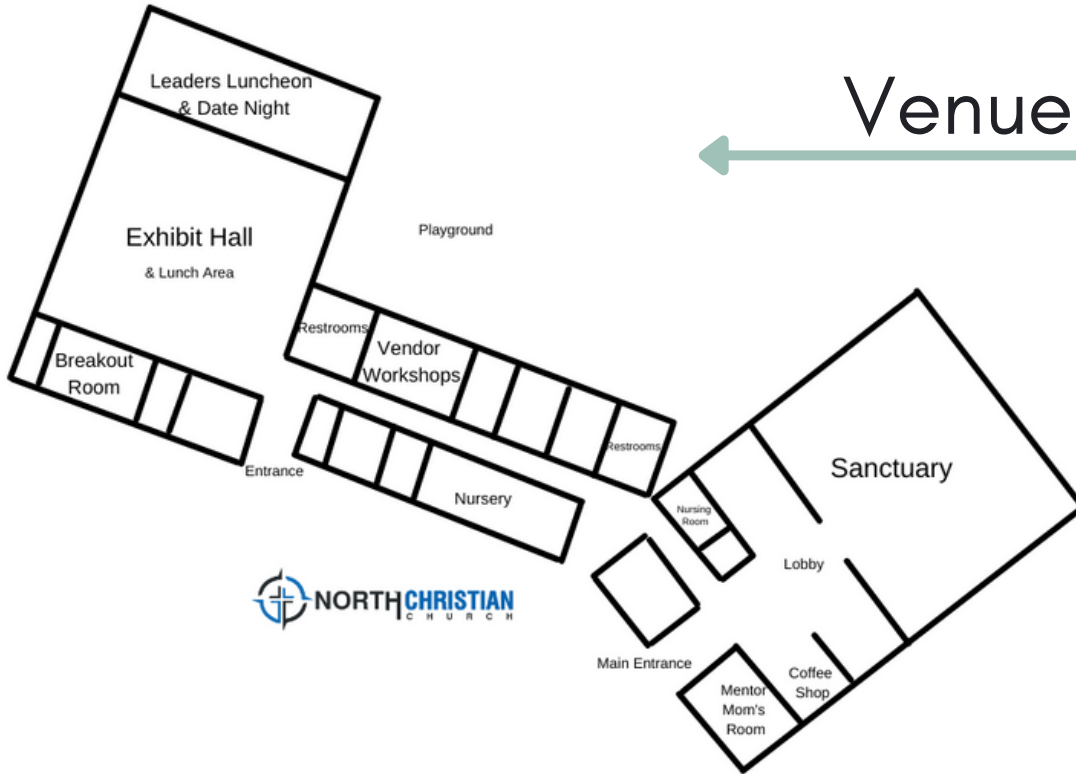 Venue
Leaders Luncheon
& Date Night
Exhibit Hall
& Lunch Area
Playground
Restrooms
Vendor
Workshops
Breakout
Room
Restrooms
Entrance
Nursery
Sanctuary
Nursing
Room
Lobby
NORTH CHRISTIAN
CHURCH
Main Entrance
Coffee
Shop
Mentor
Mom's
Room